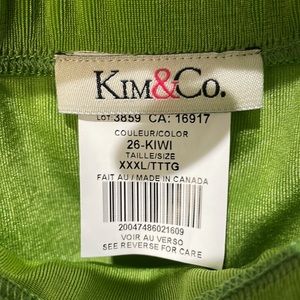 KIM&CO.
LOT 3859 CA: 16917
COULEUR/COLOR
26-KIWI
TAILLE/SIZE
XXXL/TTTG
FAIT AU / MADE IN CANADA
20047486021609
VOIR AU VERSO
SEE REVERSE FOR CARE